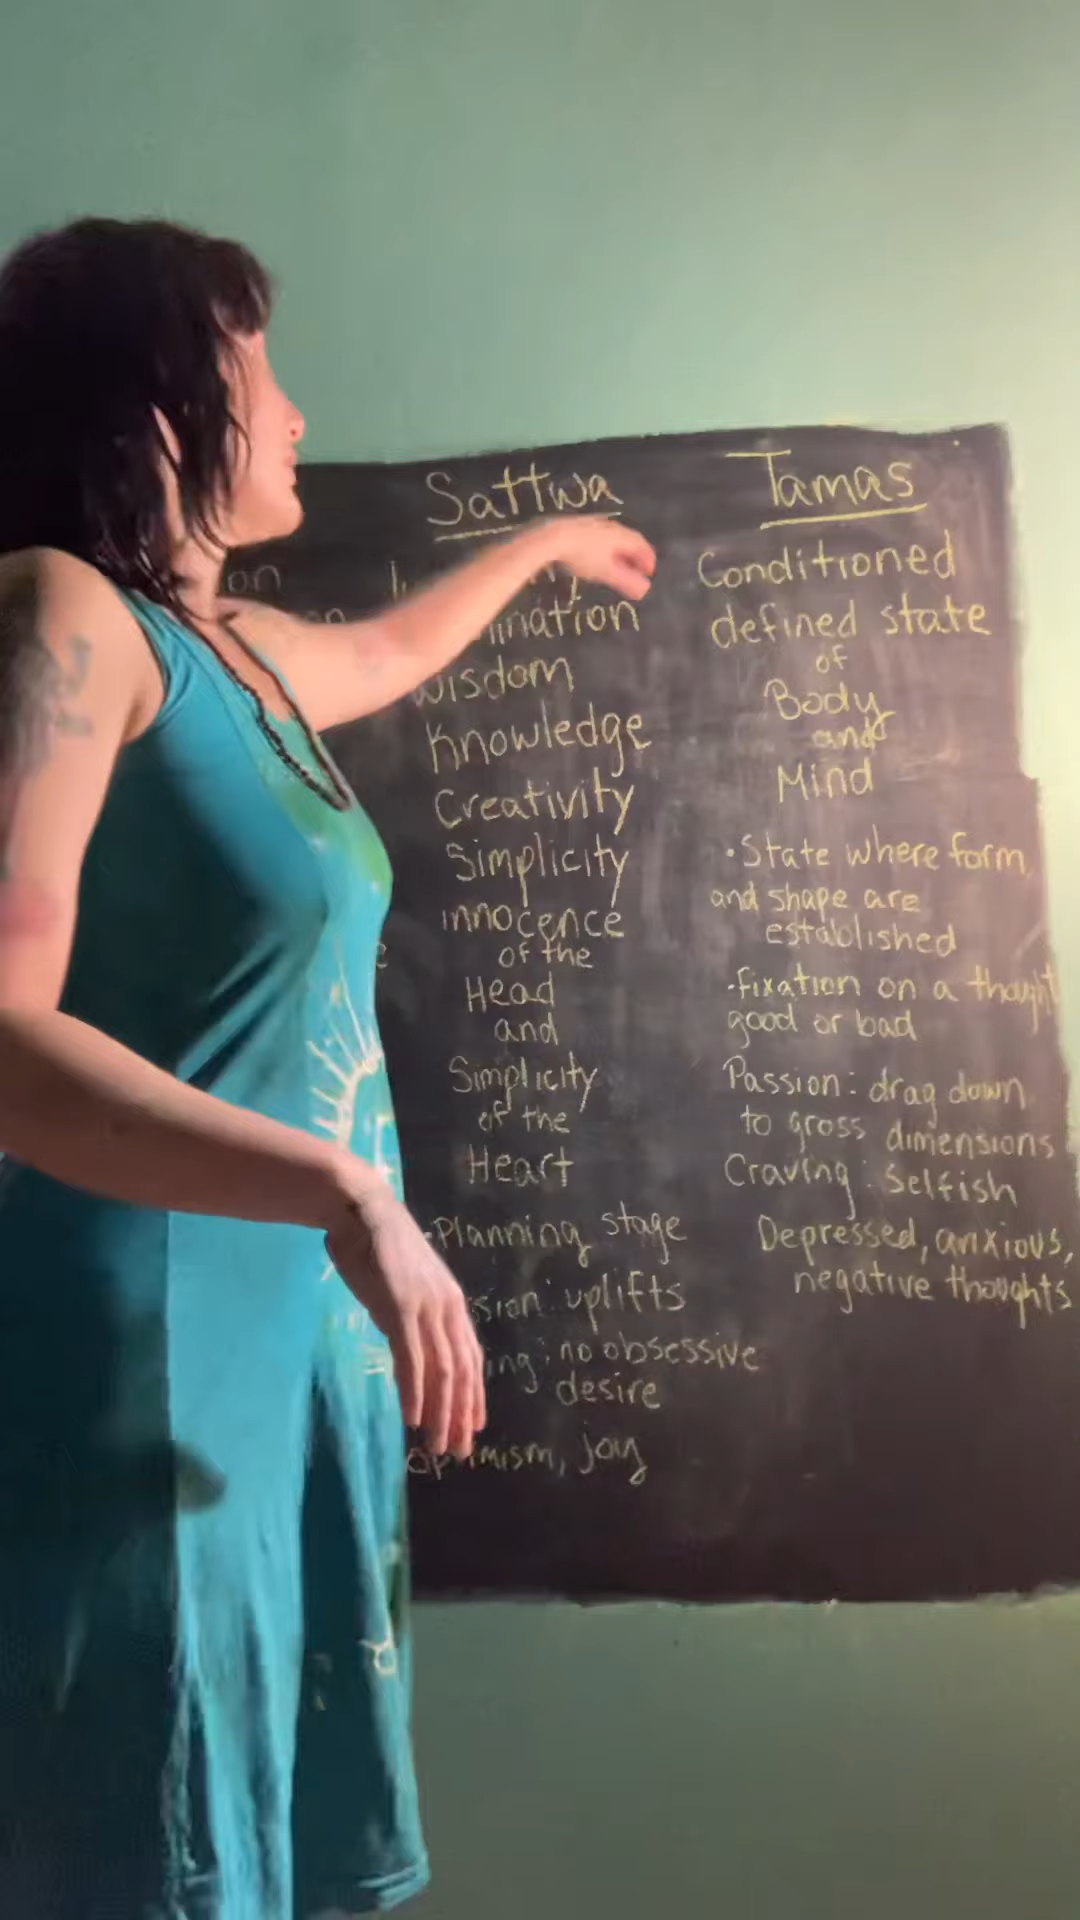 Sattwa
wisdom
Knowledge
Creativity
Simplicity
innocence
of the
Head
and
Simplicity
of the
Heart
Planning stage
uplifts
no obsessive
desire
optimism, joy
Tamas
Conditioned
defined state
of
Body
and
Mind
• State where form,
and shape are
established
•fixation on a thought
good or bad
Passion: drag down
to gross dimensions
Craving: Selfish
Depressed, anxious,
negative thoughts